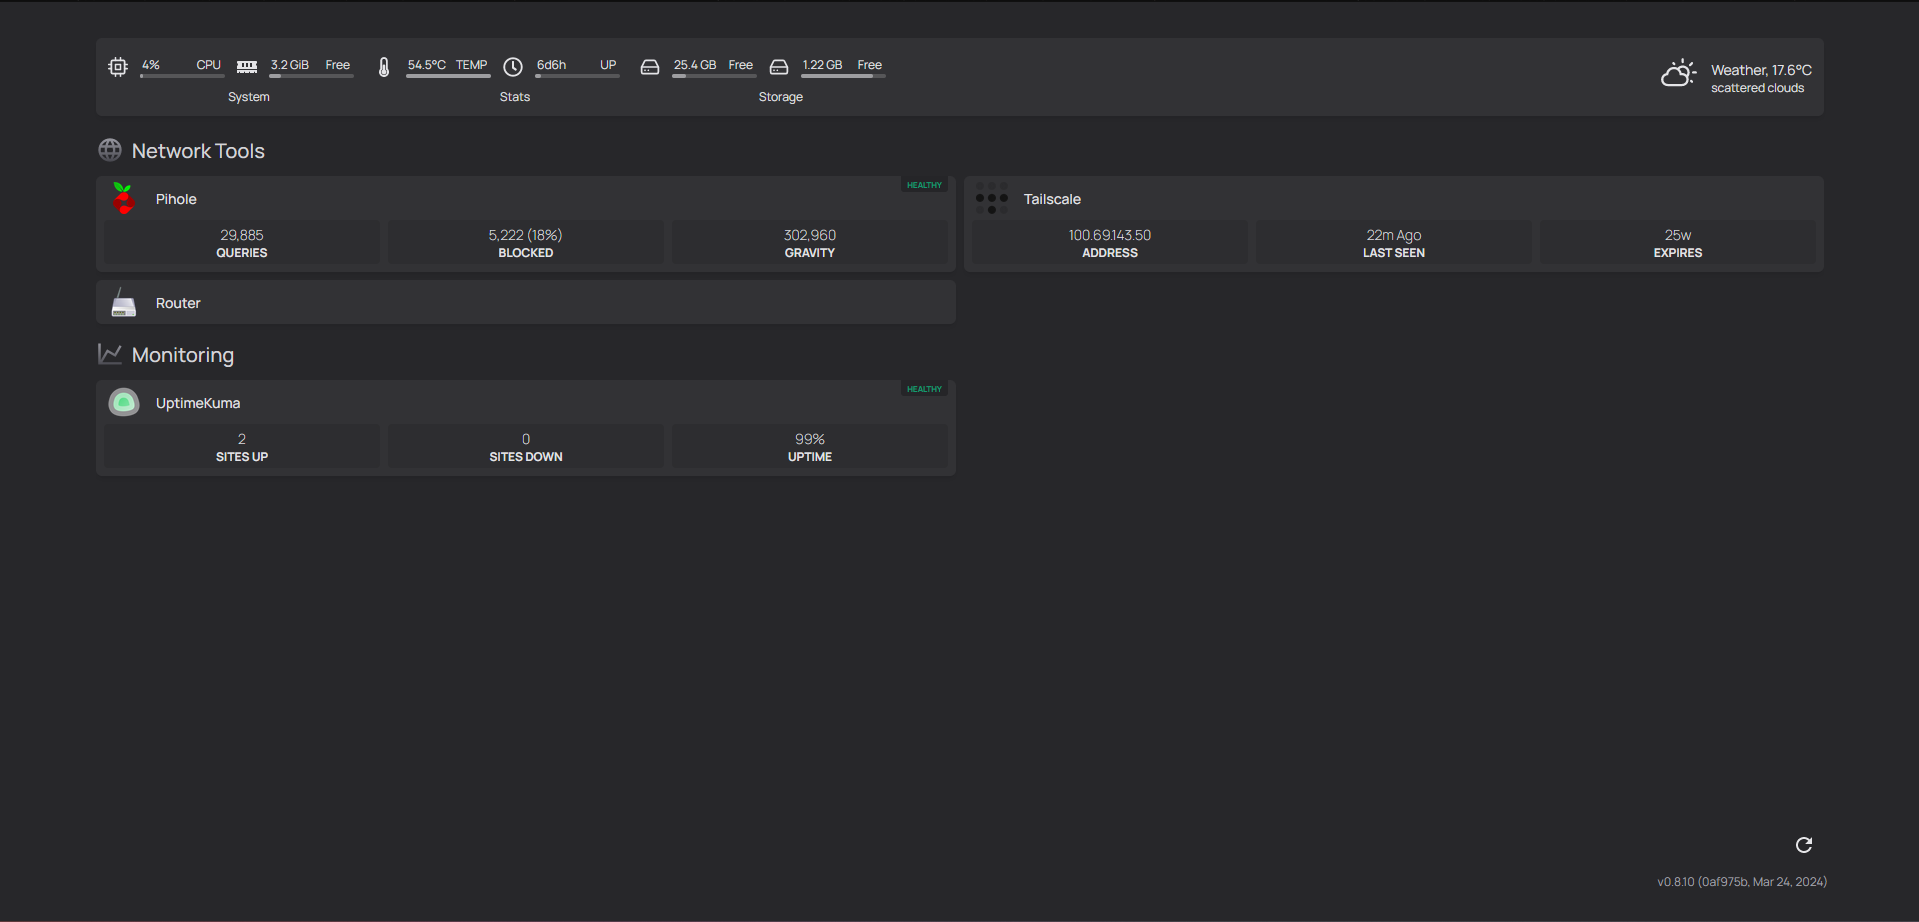 4% CPU 3.2 GiB Free 54.5°C TEMP 6d6h UP 25.4 GB Free 1.22 GB Free
System Stats Storage
Weather, 17.6°C
scattered clouds
Network Tools
Pihole HEALTHY
29,885 5,222 (18%) 302,960
QUERIES BLOCKED GRAVITY
Tailscale
100.69.143.50 22m Ago 25w
ADDRESS LAST SEEN EXPIRES
Router
Monitoring
UptimeKuma HEALTHY
2 0 99%
SITES UP SITES DOWN UPTIME
v0.8.10 (0af975b, Mar 24, 2024)